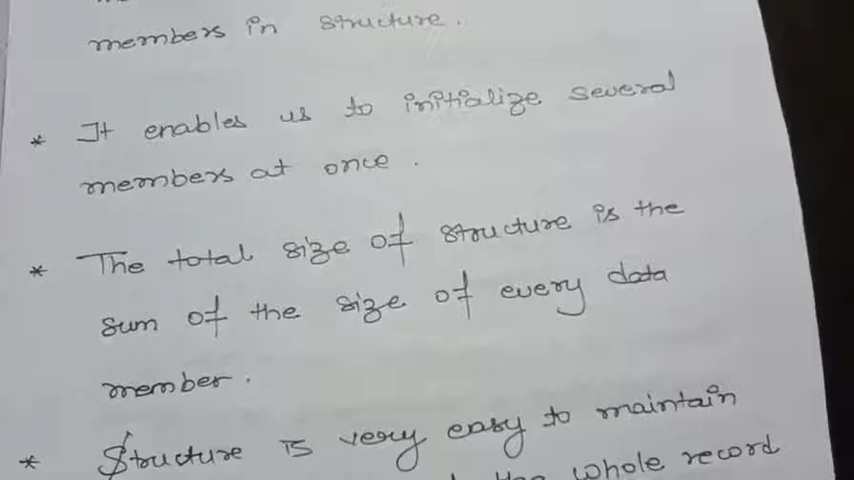 members in structure.
* It enables us to initialize several
members at once.
* The total size of structure is the
sum of the size of every data
member.
* Structure is very easy to maintain
whole record